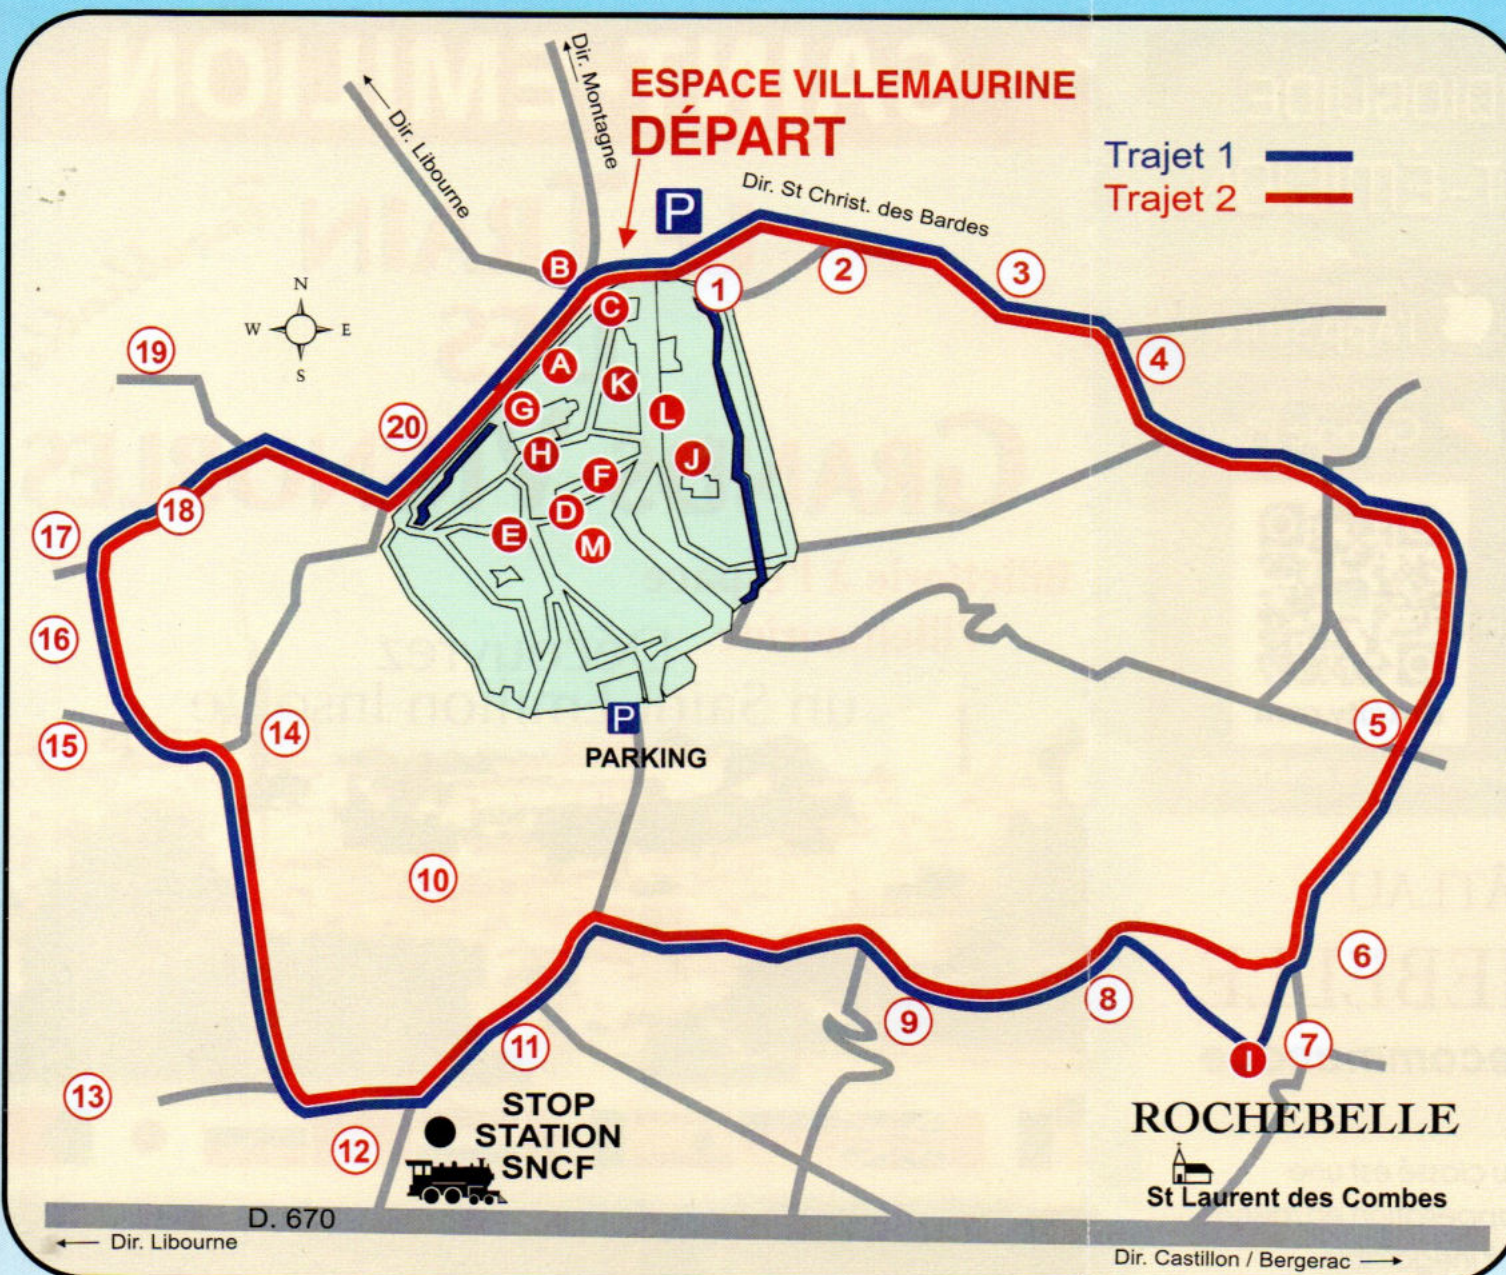 Dir. Montagne
Dir. Libourne
ESPACE VILLEMAURINE
DÉPART
P
Dir. St Christ. des Bardes
Trajet 1
Trajet 2
N
W E
S
B
C
A
K
G
L
H
J
F
D
E
M
1
2
3
4
5
6
7
8
9
10
11
12
13
14
15
16
17
18
19
20
P
PARKING
I
ROCHEBELLE
St Laurent des Combes
STOP
STATION
SNCF
D. 670
Dir. Libourne
Dir. Castillon / Bergerac